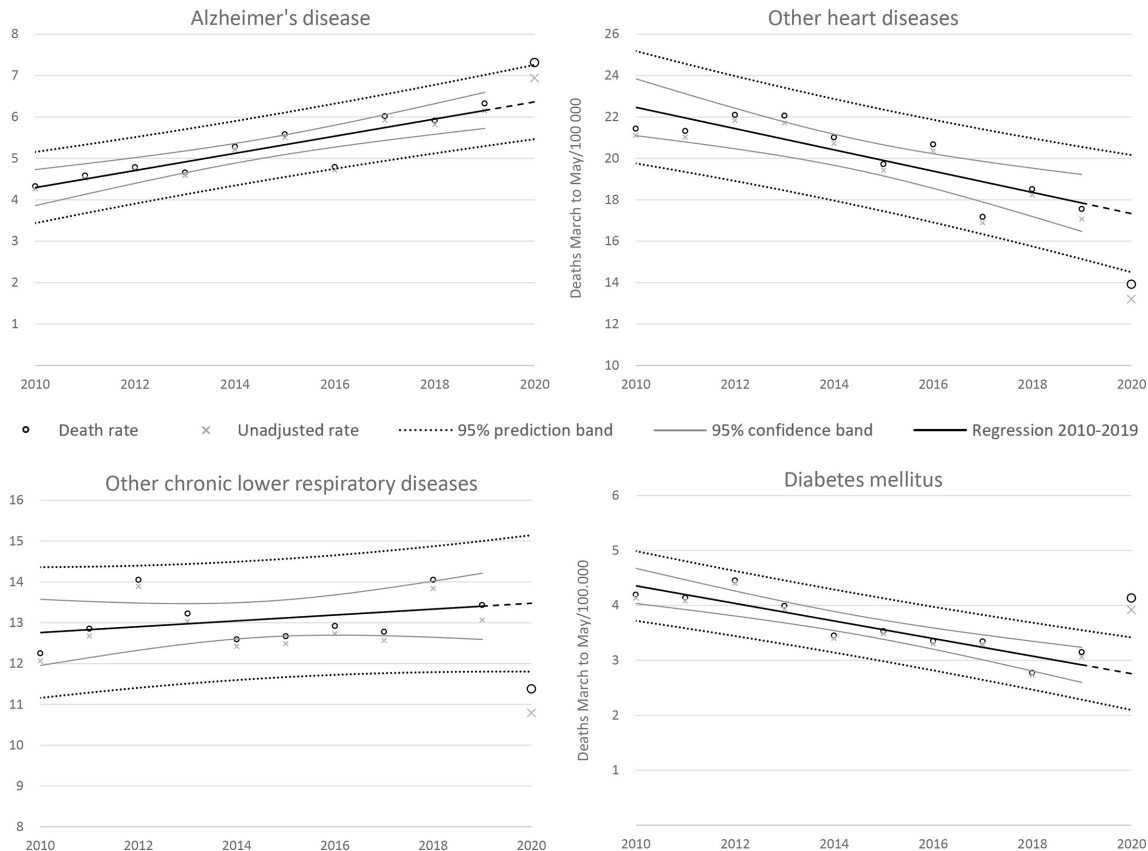 Alzheimer's disease
8
7
6
5
4
3
2
1
2010 2012 2014 2016 2018 2020
Other heart diseases
Deaths March to May/100 000
26
24
22
20
18
16
14
12
10
2010 2012 2014 2016 2018 2020
Death rate Unadjusted rate 95% prediction band 95% confidence band Regression 2010-2019
Other chronic lower respiratory diseases
16
15
14
13
12
11
10
9
8
2010 2012 2014 2016 2018 2020
Diabetes mellitus
Deaths March to May/100.000
6
5
4
3
2
1
2010 2012 2014 2016 2018 2020